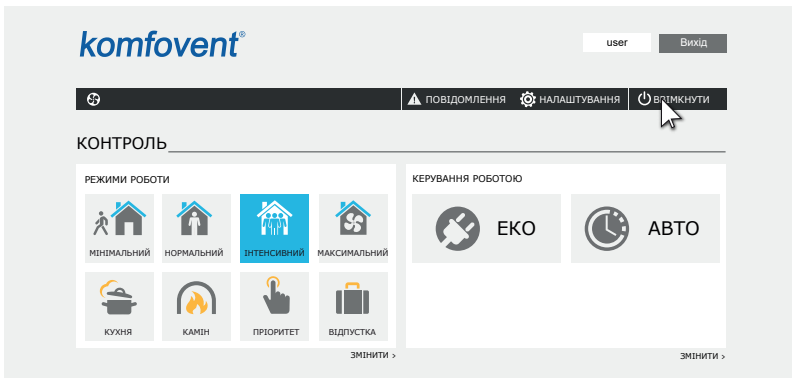 komfovent®
user Вихід
ПОВІДОМЛЕННЯ НАЛАШТУВАННЯ ВВІМКНУТИ
КОНТРОЛЬ
РЕЖИМИ РОБОТИ
МІНІМАЛЬНИЙ НОРМАЛЬНИЙ ІНТЕНСИВНИЙ МАКСИМАЛЬНИЙ
КУХНЯ КАМІН ПРІОРИТЕТ ВІДПУСТКА
ЗМІНИТИ ›
КЕРУВАННЯ РОБОТОЮ
ЕКО АВТО
ЗМІНИТИ ›